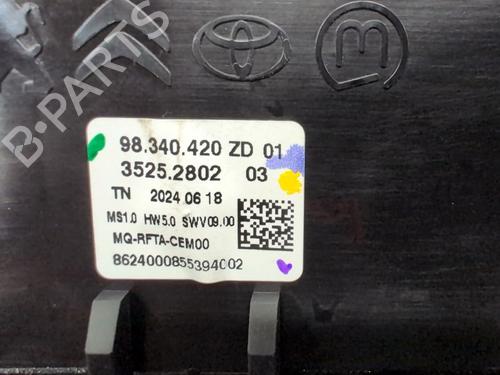 B-PARTS
98.340.420 ZD 01
3525.2802 03
TN 2024 06 18
MS1.0 HW5.0 SWV09.00
MQ-RFTA-CEM00
8624000855394002